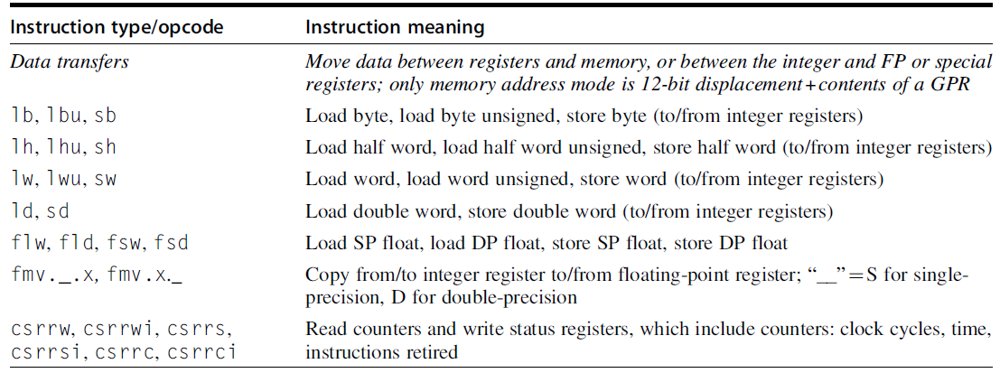 Instruction type/opcode Instruction meaning
Data transfers Move data between registers and memory, or between the integer and FP or special
registers; only memory address mode is 12-bit displacement+contents of a GPR
lb, lbu, sb Load byte, load byte unsigned, store byte (to/from integer registers)
lh, lhu, sh Load half word, load half word unsigned, store half word (to/from integer registers)
lw, lwu, sw Load word, load word unsigned, store word (to/from integer registers)
ld, sd Load double word, store double word (to/from integer registers)
flw, fld, fsw, fsd Load SP float, load DP float, store SP float, store DP float
fmv._.x, fmv.x._ Copy from/to integer register to/from floating-point register; “__”=S for single-
precision, D for double-precision
csrrw, csrrwi, csrrs, Read counters and write status registers, which include counters: clock cycles, time,
csrrsi, csrrc, csrrci instructions retired